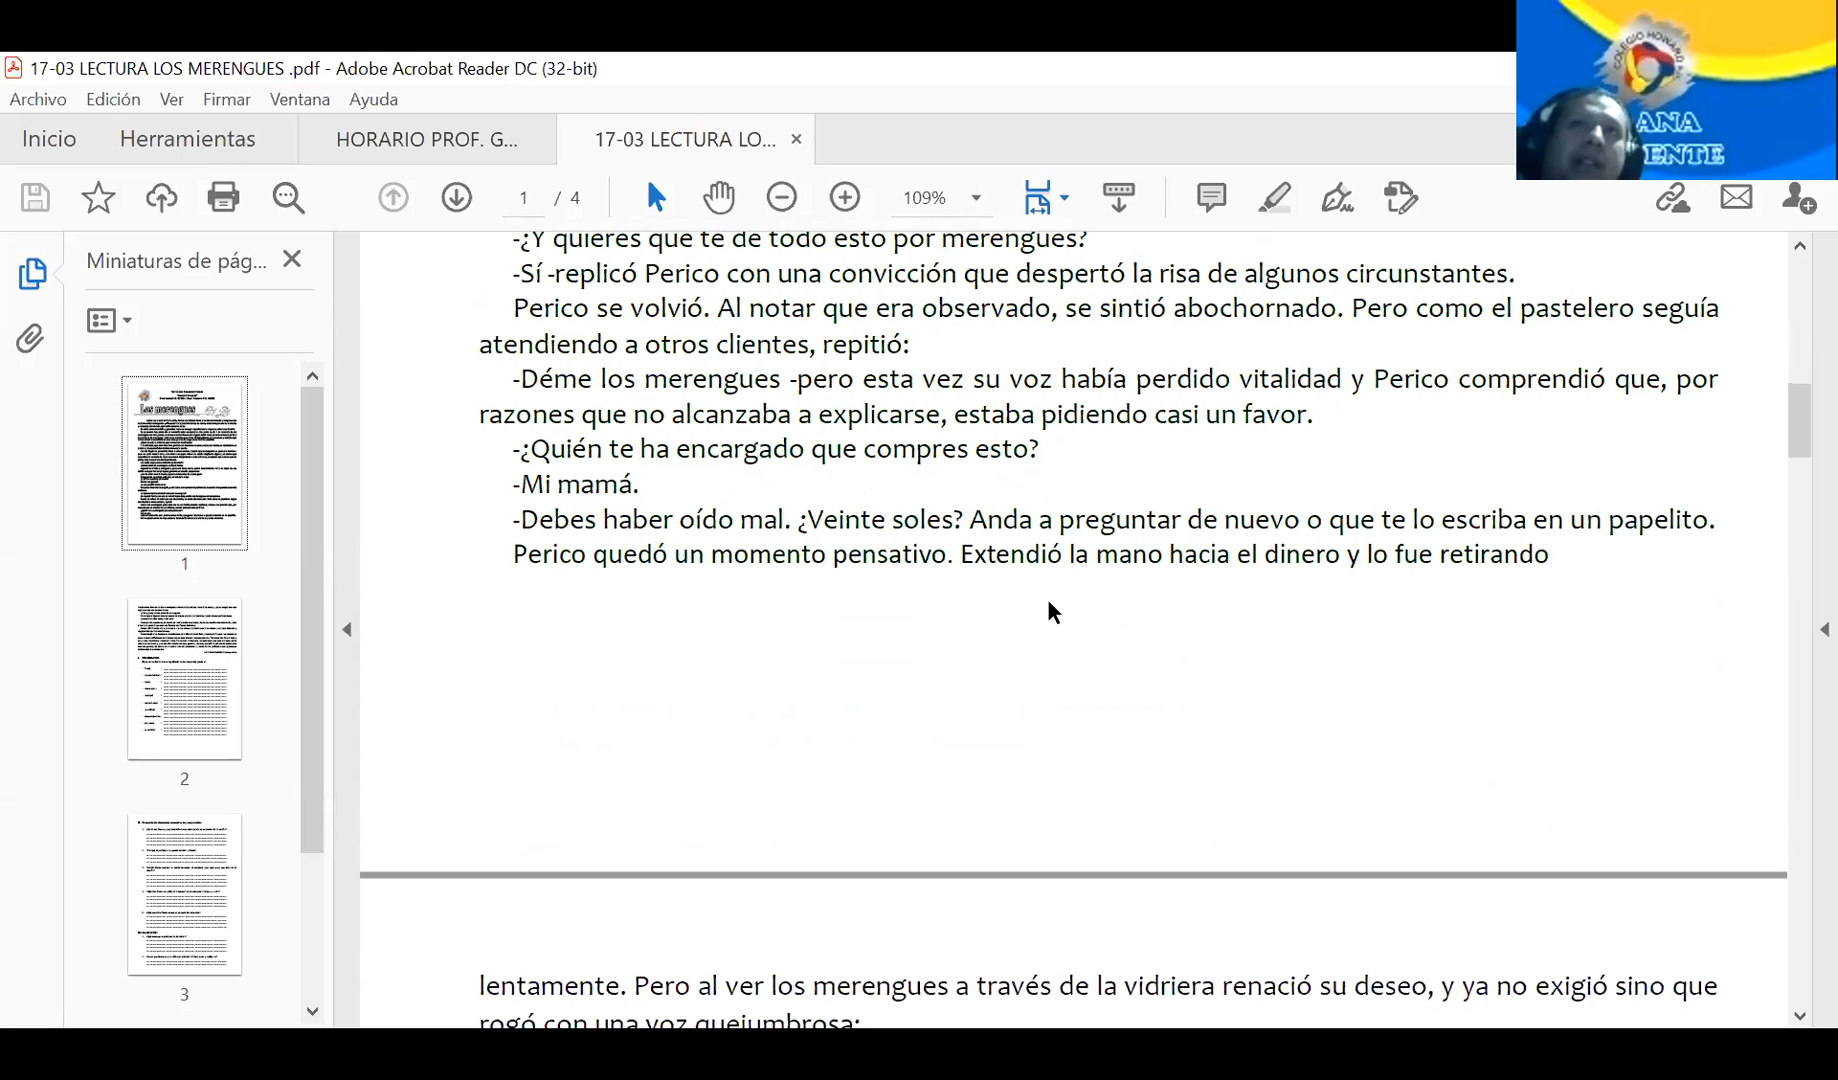 17-03 LECTURA LOS MERENGUES .pdf - Adobe Acrobat Reader DC (32-bit)
Archivo Edición Ver Firmar Ventana Ayuda
Inicio Herramientas HORARIO PROF. G... 17-03 LECTURA LO... ×
1 / 4 109%
COLEGIO HOWARD
ANA
ENTE
Miniaturas de pág...
Los merengues
1
2
3
-¿Y quieres que te de todo esto por merengues?
-Sí -replicó Perico con una convicción que despertó la risa de algunos circunstantes.
Perico se volvió. Al notar que era observado, se sintió abochornado. Pero como el pastelero seguía
atendiendo a otros clientes, repitió:
-Déme los merengues -pero esta vez su voz había perdido vitalidad y Perico comprendió que, por
razones que no alcanzaba a explicarse, estaba pidiendo casi un favor.
-¿Quién te ha encargado que compres esto?
-Mi mamá.
-Debes haber oído mal. ¿Veinte soles? Anda a preguntar de nuevo o que te lo escriba en un papelito.
Perico quedó un momento pensativo. Extendió la mano hacia el dinero y lo fue retirando
lentamente. Pero al ver los merengues a través de la vidriera renació su deseo, y ya no exigió sino que
rogó con una voz quejumbrosa: